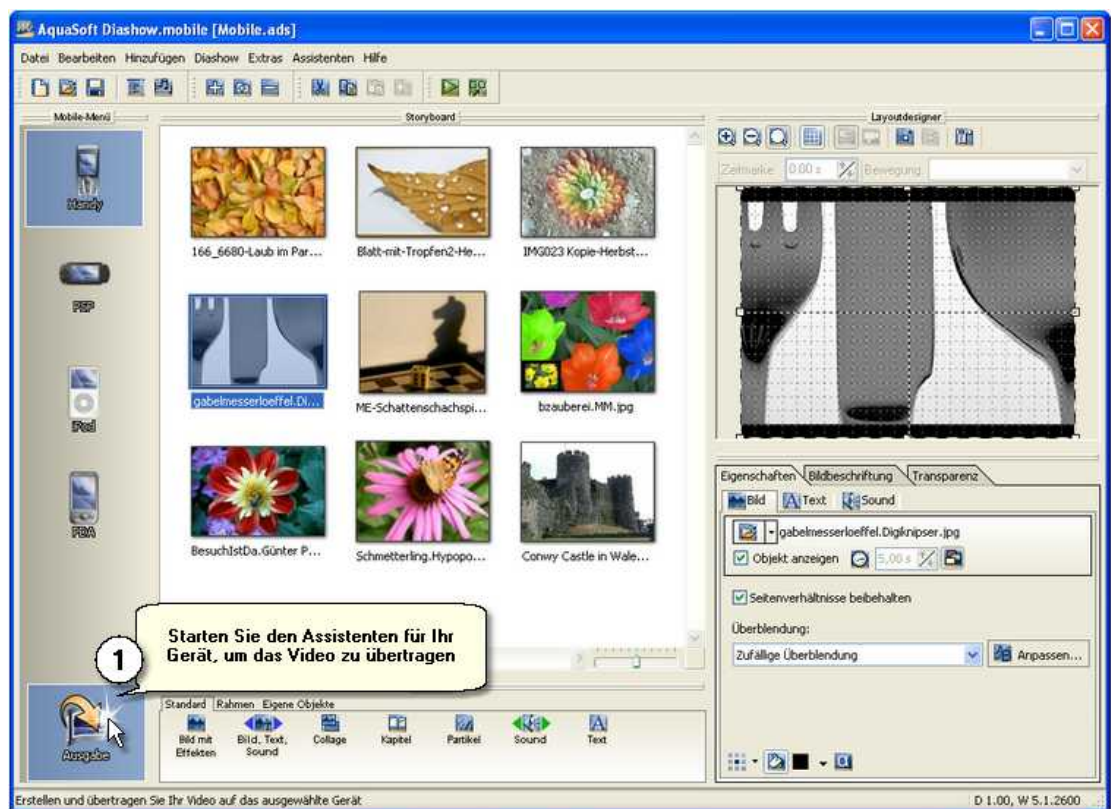 AquaSoft Diashow.mobile [Mobile.ads]
Datei Bearbeiten Hinzufügen Diashow Extras Assistenten Hilfe
Mobile-Menü
Storyboard
Layoutdesigner
Zeitmarke 0.00 s Bewegung
Handy
PSP
iPod
PDA
166_6680-Laub im Par...
Blatt-mit-Tropfen2-He...
IMG023 Kopie-Herbst...
gabelmesserloeffel.Di...
ME-Schattenschachspi...
bzauberei.MM.jpg
BesuchIstDa.Günter P...
Schmetterling.Hypopo...
Conwy Castle in Wale...
Eigenschaften Bildbeschriftung Transparenz
Bild Text Sound
gabelmesserloeffel.Digiknipser.jpg
Objekt anzeigen 5,00 s
Seitenverhältnisse beibehalten
Überblendung:
Zufällige Überblendung Anpassen...
1
Starten Sie den Assistenten für Ihr
Gerät, um das Video zu übertragen
Ausgabe
Standard Rahmen Eigene Objekte
Bild mit Effekten
Bild, Text, Sound
Collage
Kapitel
Partikel
Sound
Text
Erstellen und übertragen Sie Ihr Video auf das ausgewählte Gerät
D 1.00, W 5.1.2600